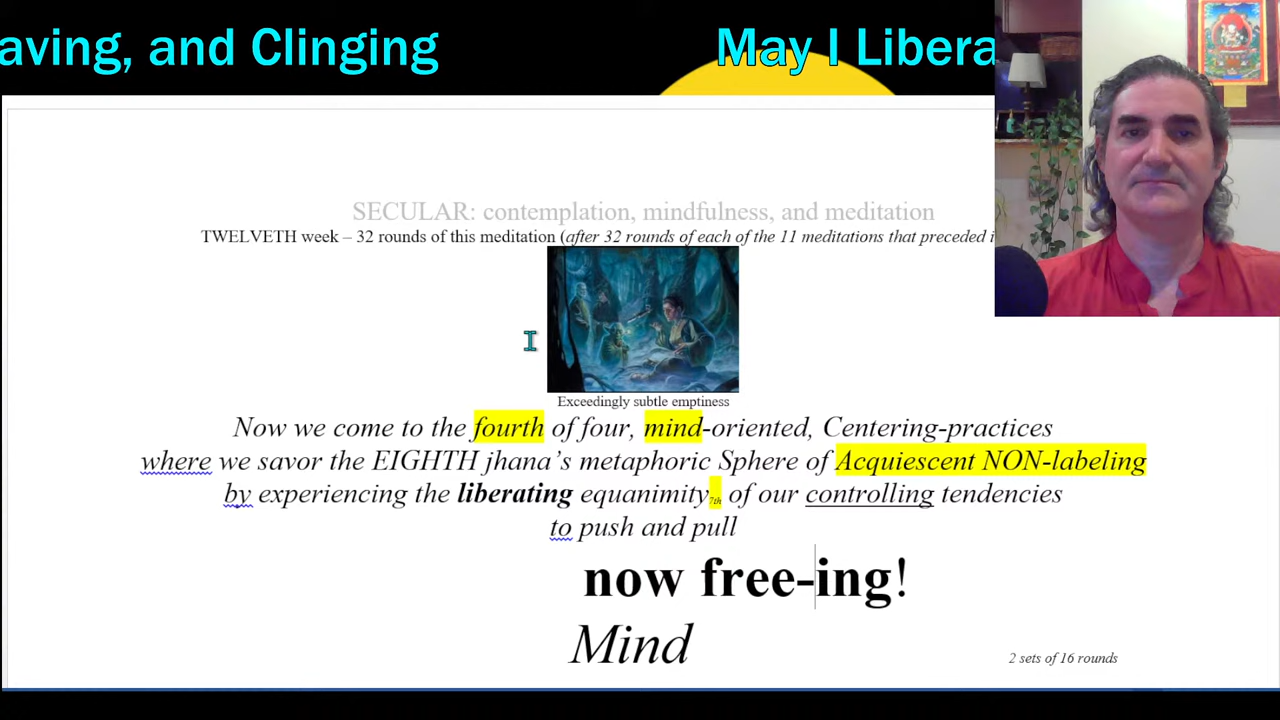 aving, and Clinging
May I Libera
SECULAR: contemplation, mindfulness, and meditation
TWELVETH week – 32 rounds of this meditation (after 32 rounds of each of the 11 meditations that preceded i
Exceedingly subtle emptiness
Now we come to the fourth of four, mind-oriented, Centering-practices
where we savor the EIGHTH jhana's metaphoric Sphere of Acquiescent NON-labeling
by experiencing the liberating equanimity7th of our controlling tendencies
to push and pull
now free-ing!
Mind
2 sets of 16 rounds